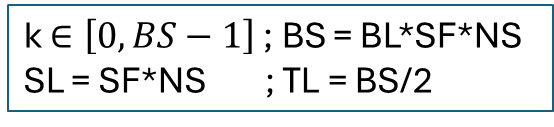 k ∈ [0, BS − 1] ; BS = BL*SF*NS
SL = SF*NS ; TL = BS/2